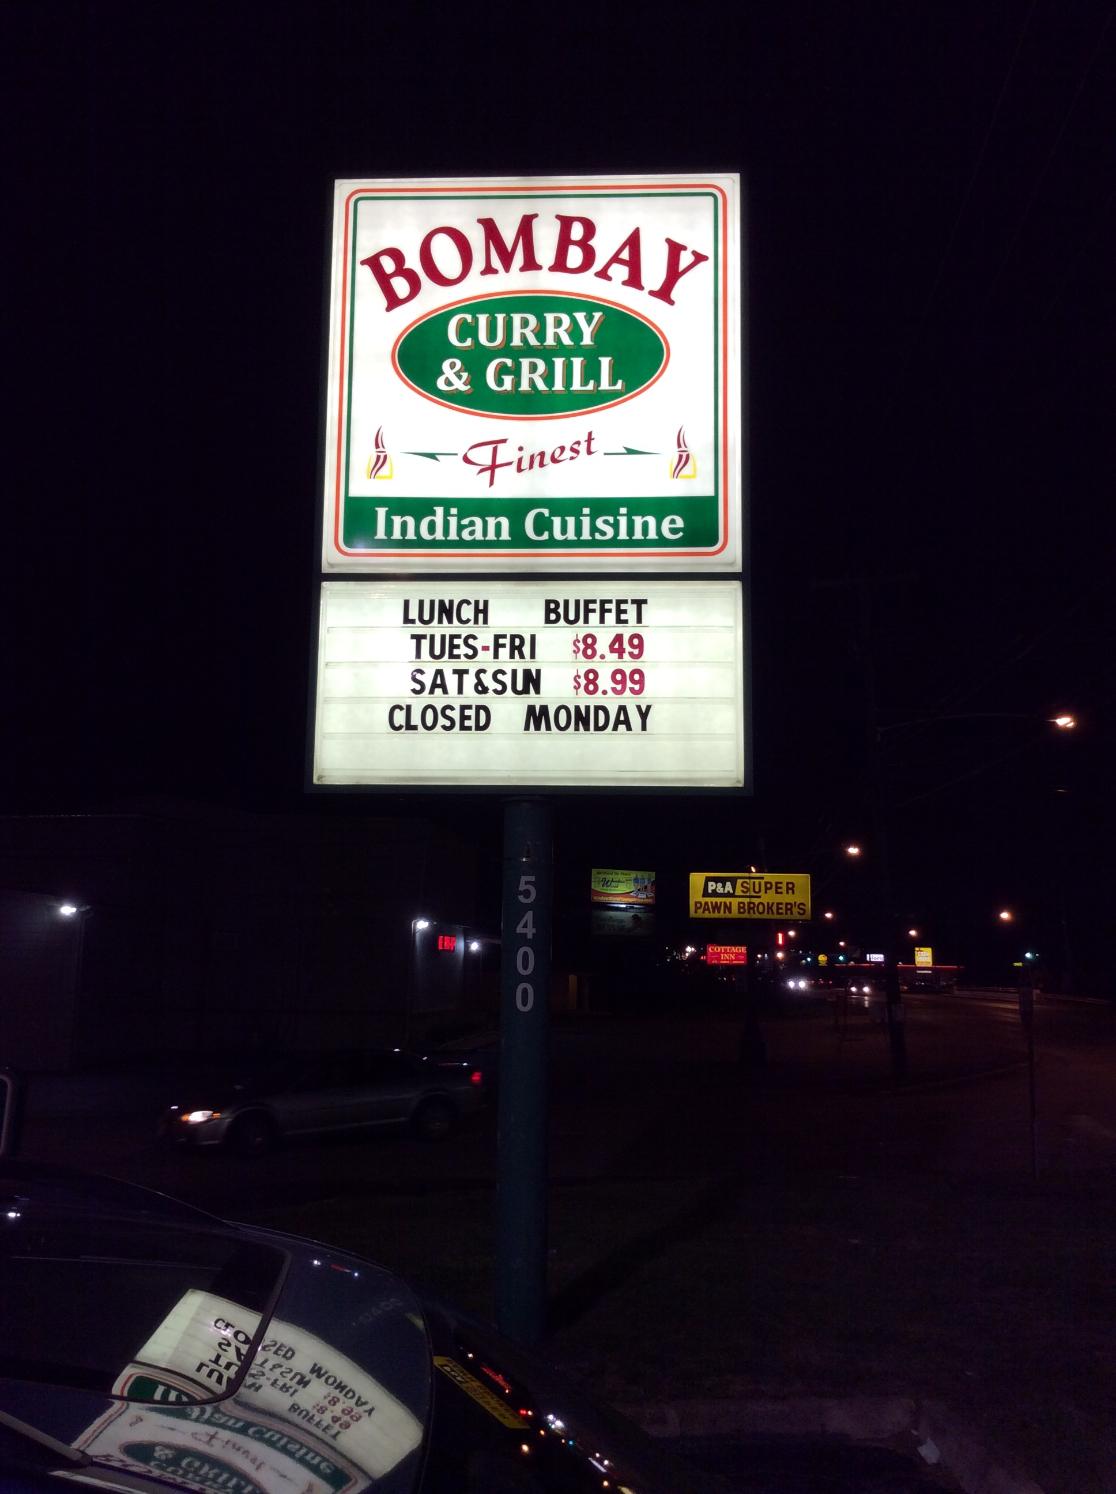 BOMBAY
CURRY
& GRILL
Finest
Indian Cuisine
LUNCH BUFFET
TUES-FRI $8.49
SAT&SUN $8.99
CLOSED MONDAY
5400
P&A SUPER
PAWN BROKER'S
COTTAGE
INN